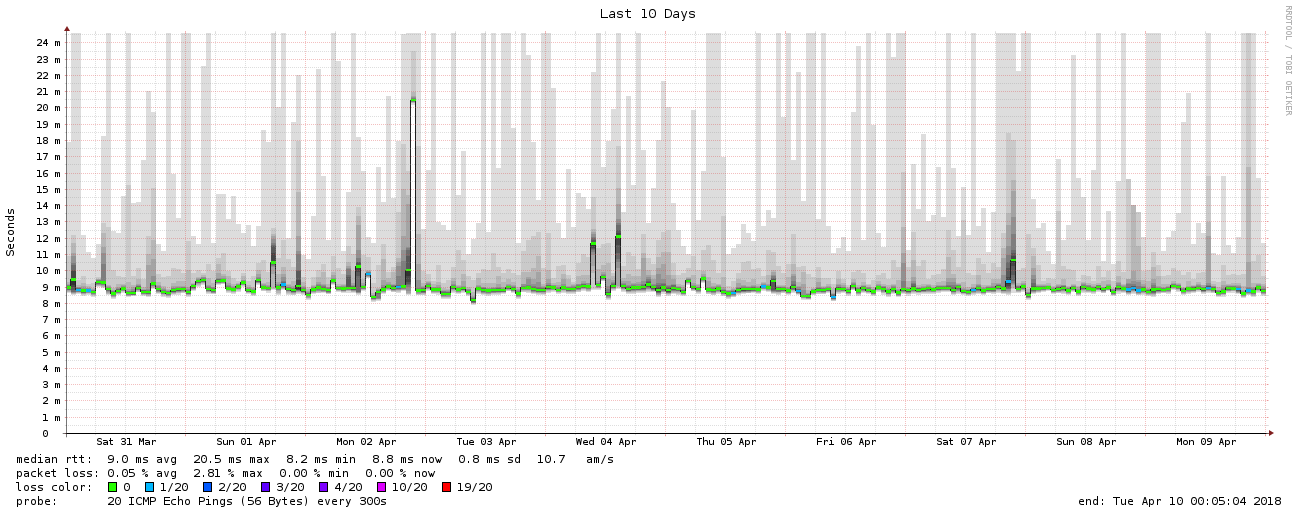 Last 10 Days
RRDTOOL / TOBI OETIKER
Seconds
24 m
23 m
22 m
21 m
20 m
19 m
18 m
17 m
16 m
15 m
14 m
13 m
12 m
11 m
10 m
9 m
8 m
7 m
6 m
5 m
4 m
3 m
2 m
1 m
0
Sat 31 Mar Sun 01 Apr Mon 02 Apr Tue 03 Apr Wed 04 Apr Thu 05 Apr Fri 06 Apr Sat 07 Apr Sun 08 Apr Mon 09 Apr
median rtt: 9.0 ms avg 20.5 ms max 8.2 ms min 8.8 ms now 0.8 ms sd 10.7 am/s
packet loss: 0.05 % avg 2.81 % max 0.00 % min 0.00 % now
loss color: 0 1/20 2/20 3/20 4/20 10/20 19/20
probe: 20 ICMP Echo Pings (56 Bytes) every 300s end: Tue Apr 10 00:05:04 2018